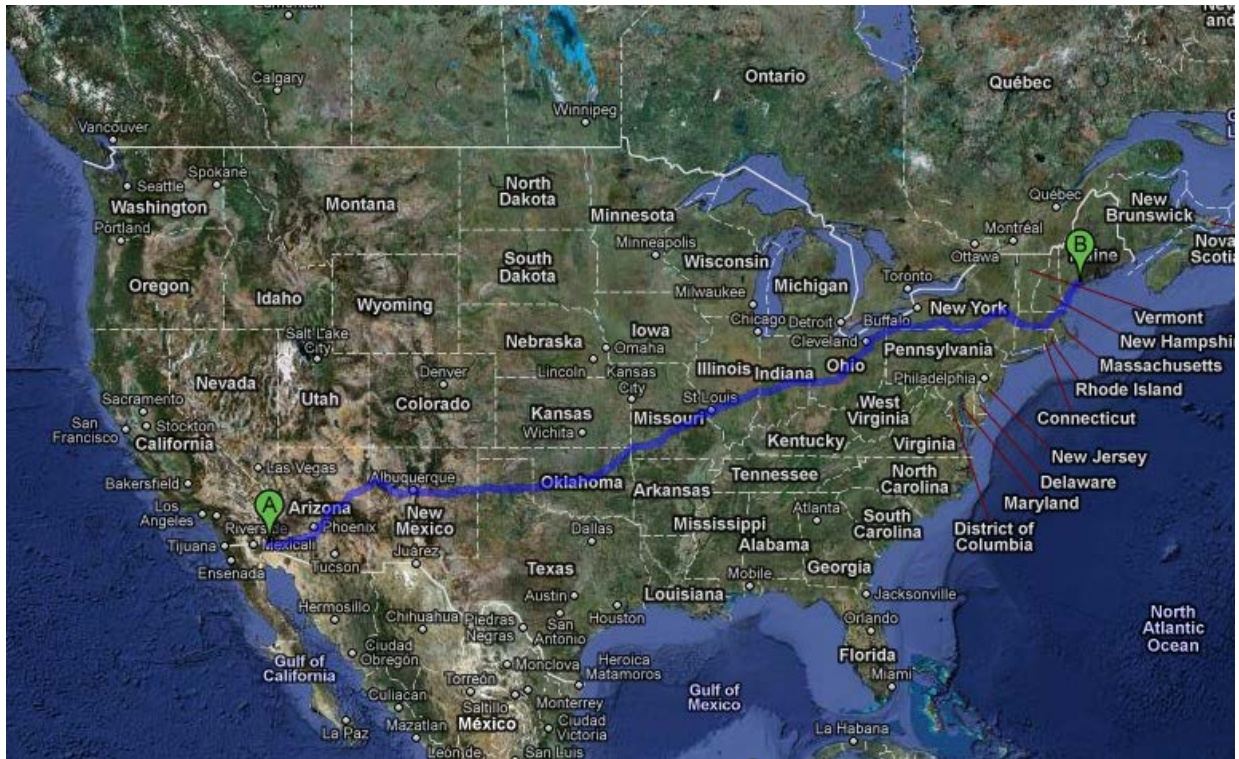 Edmonton
Calgary
Vancouver
Winnipeg
Ontario
Québec
Spokane
Seattle
Washington
Portland
Montana
North
Dakota
Minnesota
Minneapolis
Québec
New
Brunswick
Montréal
Ottawa
B
Maine
Nova
Scotia
Oregon
Idaho
Wyoming
South
Dakota
Wisconsin
Michigan
Milwaukee
Toronto
New York
Vermont
Salt Lake
City
Nebraska
Iowa
Omaha
Lincoln
Chicago
Detroit
Buffalo
Cleveland
Pennsylvania
New Hampshire
Massachusetts
Nevada
Utah
Denver
Colorado
Kansas
City
Illinois
Indiana
Ohio
Philadelphia
Rhode Island
Sacramento
San
Francisco
Stockton
California
Kansas
Wichita
Missouri
St Louis
West
Virginia
Kentucky
Virginia
Connecticut
New Jersey
Delaware
Maryland
District of
Columbia
Las Vegas
Bakersfield
Albuquerque
Oklahoma
Arkansas
Tennessee
North
Carolina
A
Los
Angeles
Arizona
New
Mexico
Riverside
Phoenix
Dallas
Mississippi
Atlanta
South
Carolina
Alabama
Georgia
Tijuana
Mexicali
Ensenada
Tucson
Juárez
Texas
Louisiana
Mobile
Jacksonville
Austin
San
Antonio
Houston
Orlando
Florida
Miami
North
Atlantic
Ocean
Hermosillo
Chihuahua
Piedras
Negras
Ciudad
Obregón
Gulf of
California
Monclova
Heroica
Matamoros
Torreón
Culiacan
Saltillo
Monterrey
Gulf of
Mexico
La Paz
Mazatlan
México
Ciudad
Victoria
La Habana
León de
San Luis